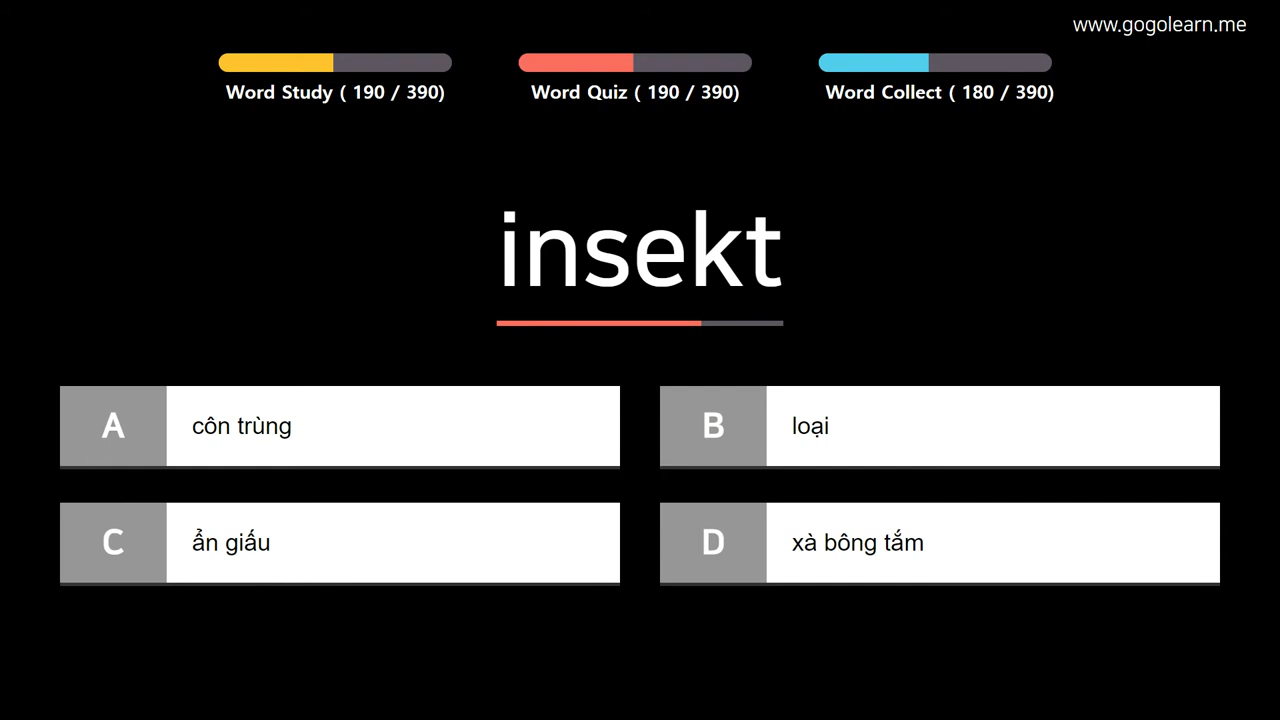 www.gogolearn.me
Word Study ( 190 / 390)
Word Quiz ( 190 / 390)
Word Collect ( 180 / 390)
insekt
A côn trùng
B loại
C ẩn giấu
D xà bông tắm